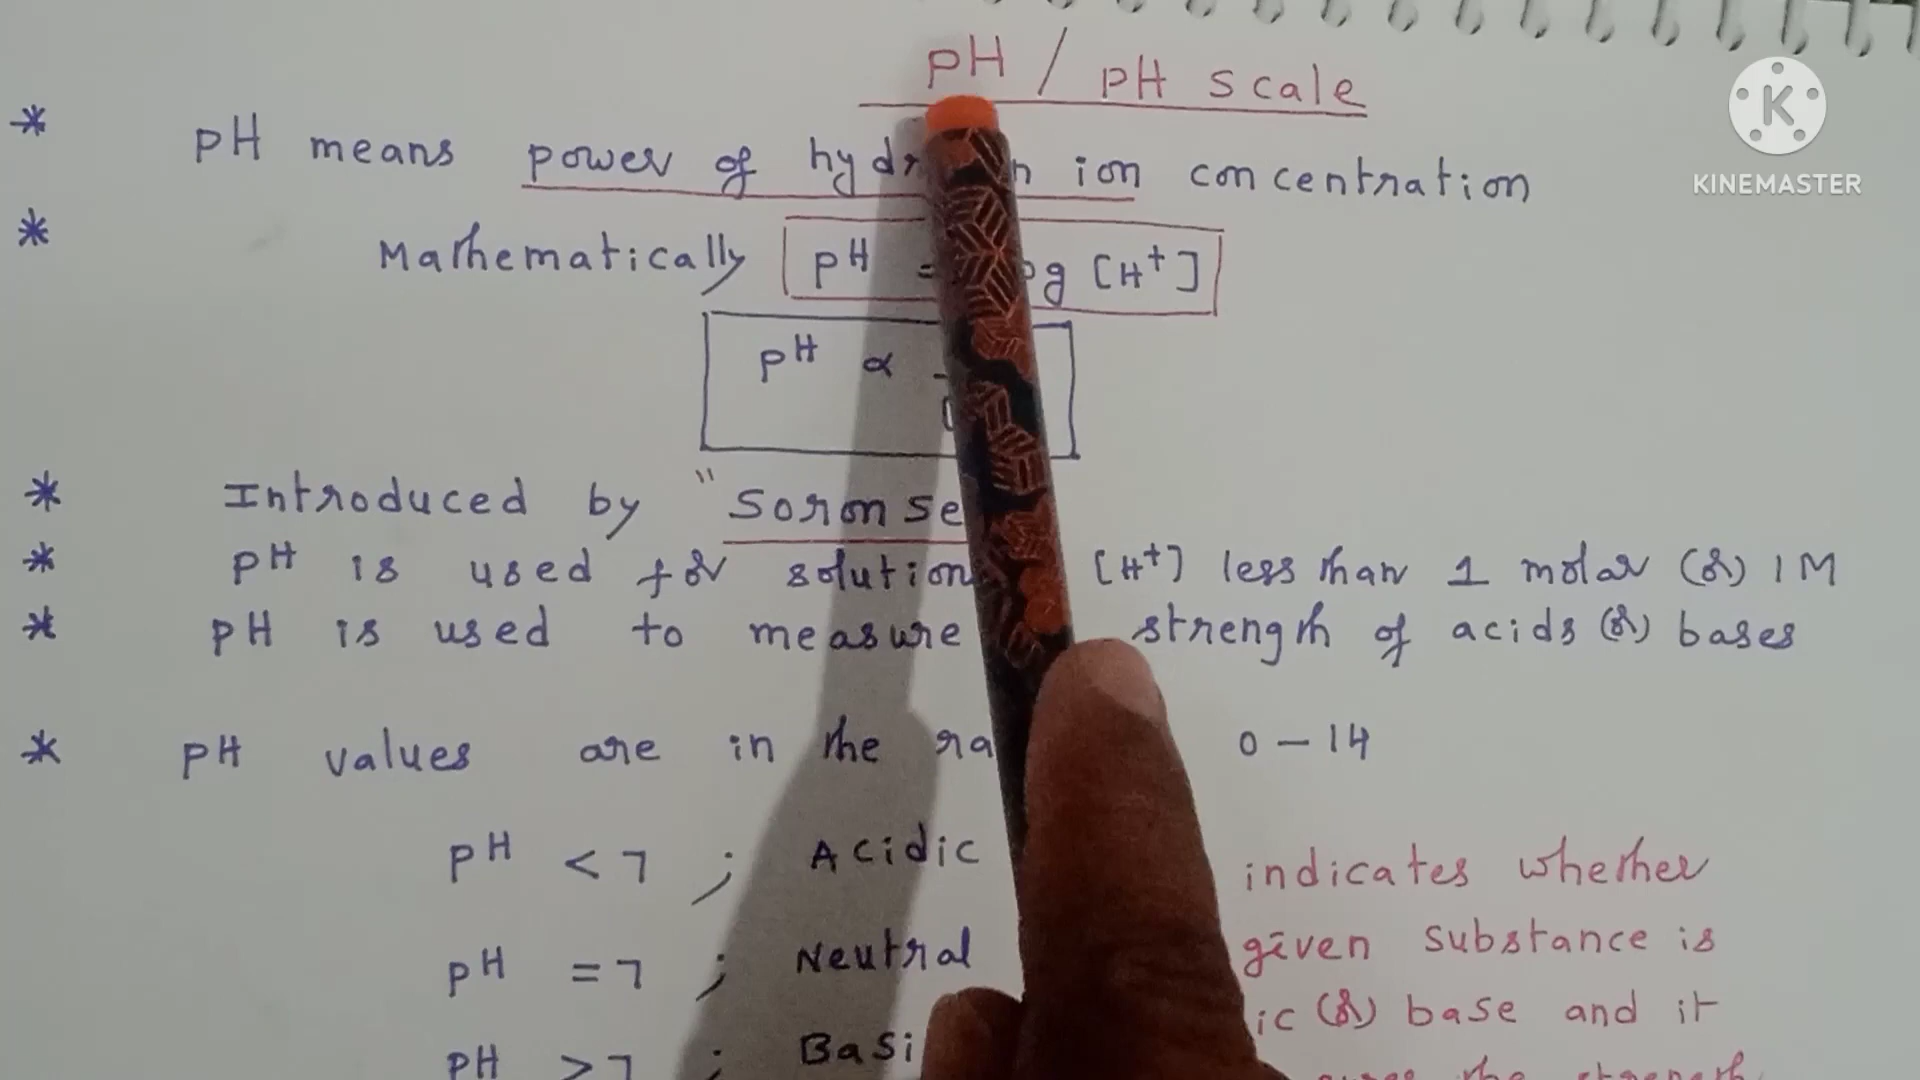 pH / pH scale
K
KINEMASTER
* pH means power of hyd ion concentration
* Mathematically pH = log [H+]
pH ∝
* Introduced by "Soronse
* pH is used for solution [H+] less than 1 molar (or) 1M
* pH is used to measure strength of acids (or) bases
* pH values are in the ra 0 - 14
pH < 7 ; Acidic
pH = 7 ; Neutral
pH > 7 ; Basi
indicates whether
given substance is
ic (or) base and it
the strength